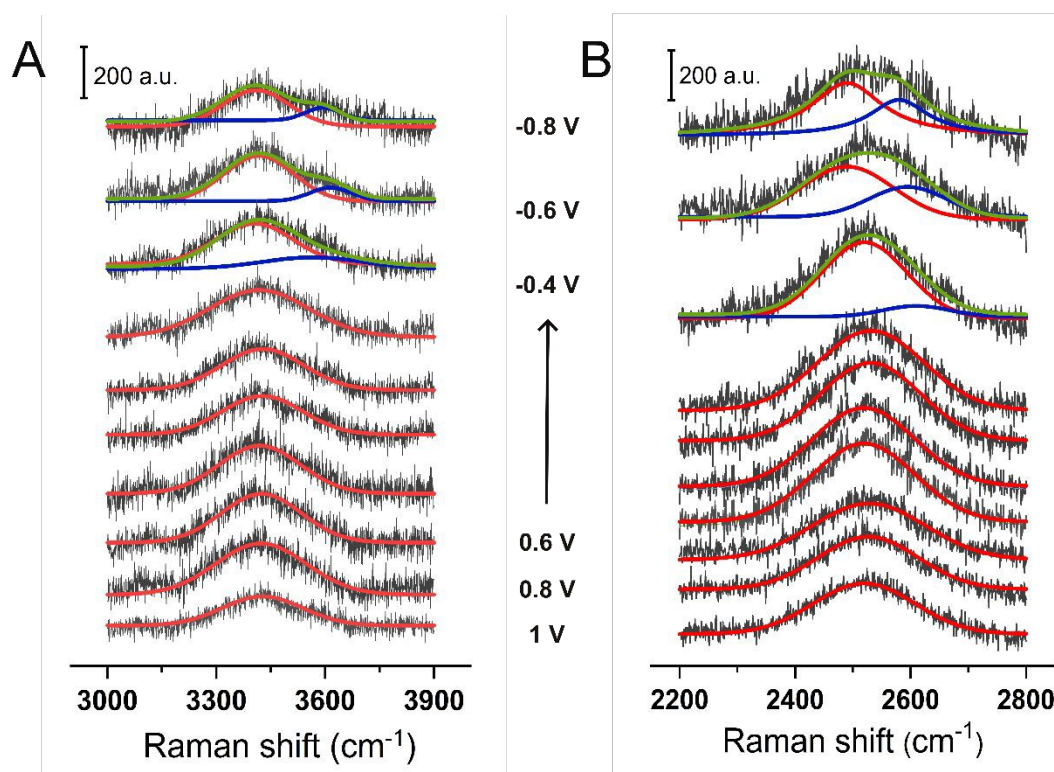 A
200 a.u.
3000 3300 3600 3900
Raman shift (cm⁻¹)
-0.8 V
-0.6 V
-0.4 V
0.6 V
0.8 V
1 V
B
200 a.u.
2200 2400 2600 2800
Raman shift (cm⁻¹)